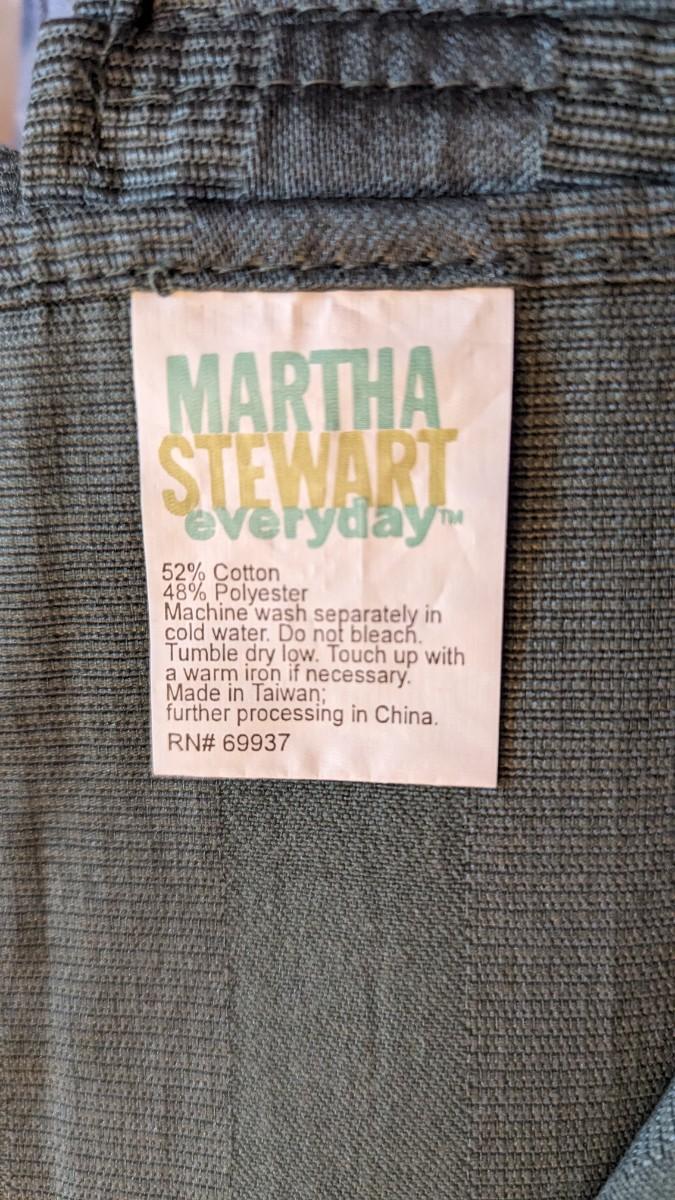 MARTHA
STEWART
everyday™
52% Cotton
48% Polyester
Machine wash separately in
cold water. Do not bleach.
Tumble dry low. Touch up with
a warm iron if necessary.
Made in Taiwan;
further processing in China.
RN# 69937